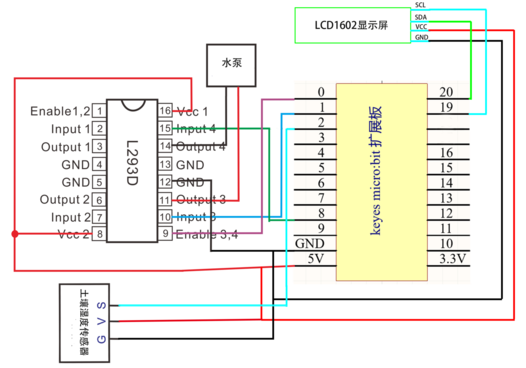 LCD1602显示屏
SCL
SDA
VCC
GND
水泵
Enable1,2
1
16
Vcc 1
Input 1
2
15
Input 4
Output 1
3
14
Output 4
GND
4
13
GND
GND
5
12
GND
Output 2
6
11
Output 3
Input 2
7
10
Input 3
Vcc 2
8
9
Enable 3,4
L293D
keyes micro:bit 扩展板
0
20
1
19
2
3
4
16
5
15
6
14
7
13
8
12
9
11
GND
10
5V
3.3V
土壤湿度传感器
S
V
G